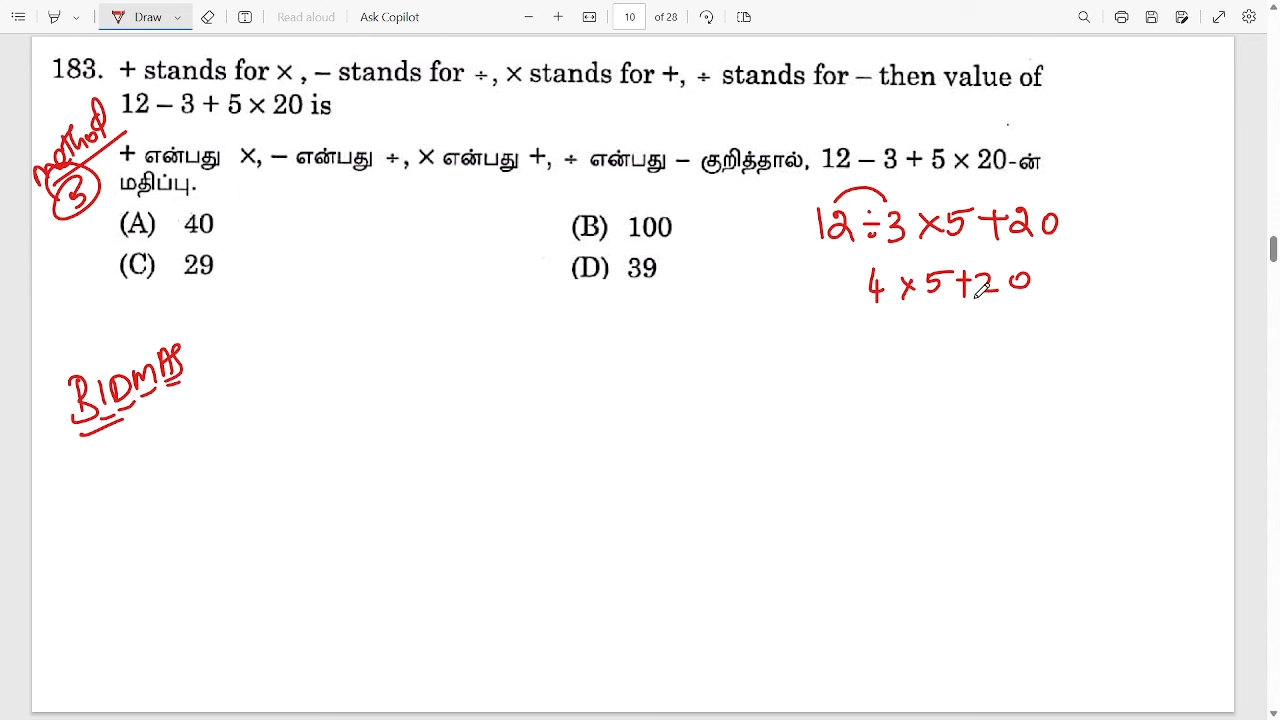 Draw
Read aloud
Ask Copilot
10 of 28
183. + stands for ×, – stands for ÷, × stands for +, ÷ stands for – then value of
12 – 3 + 5 × 20 is
method
3
+ என்பது ×, – என்பது ÷, × என்பது +, ÷ என்பது – குறித்தால், 12 – 3 + 5 × 20-ன்
மதிப்பு.
(A) 40
(B) 100
(C) 29
(D) 39
12 ÷ 3 × 5 + 20
4 × 5 + 20
BIDMAS